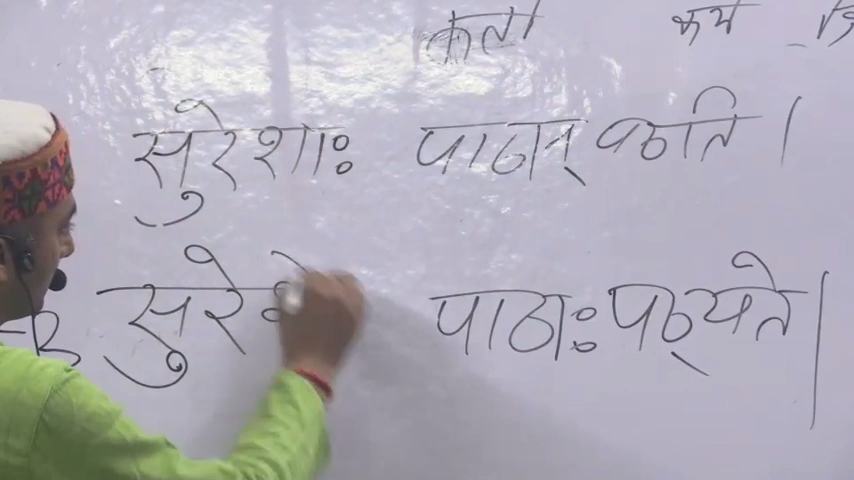 कर्ता कर्म
सुरेशः पाठान् पठति ।
सुरे पाठाः पठ्यते ।